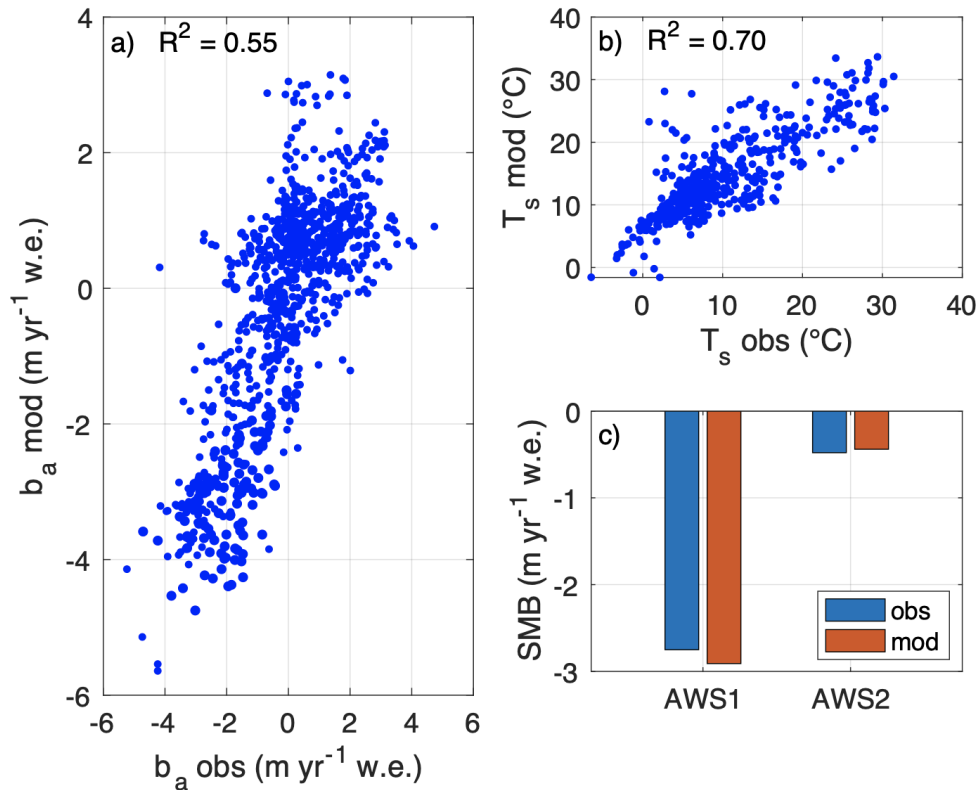 a) R² = 0.55
4
2
0
-2
-4
-6
-6 -4 -2 0 2 4 6
b_a mod (m yr⁻¹ w.e.)
b_a obs (m yr⁻¹ w.e.)
b) R² = 0.70
40
30
20
10
0
0 10 20 30 40
T_s mod (°C)
T_s obs (°C)
c)
0
-1
-2
-3
SMB (m yr⁻¹ w.e.)
obs
mod
AWS1 AWS2